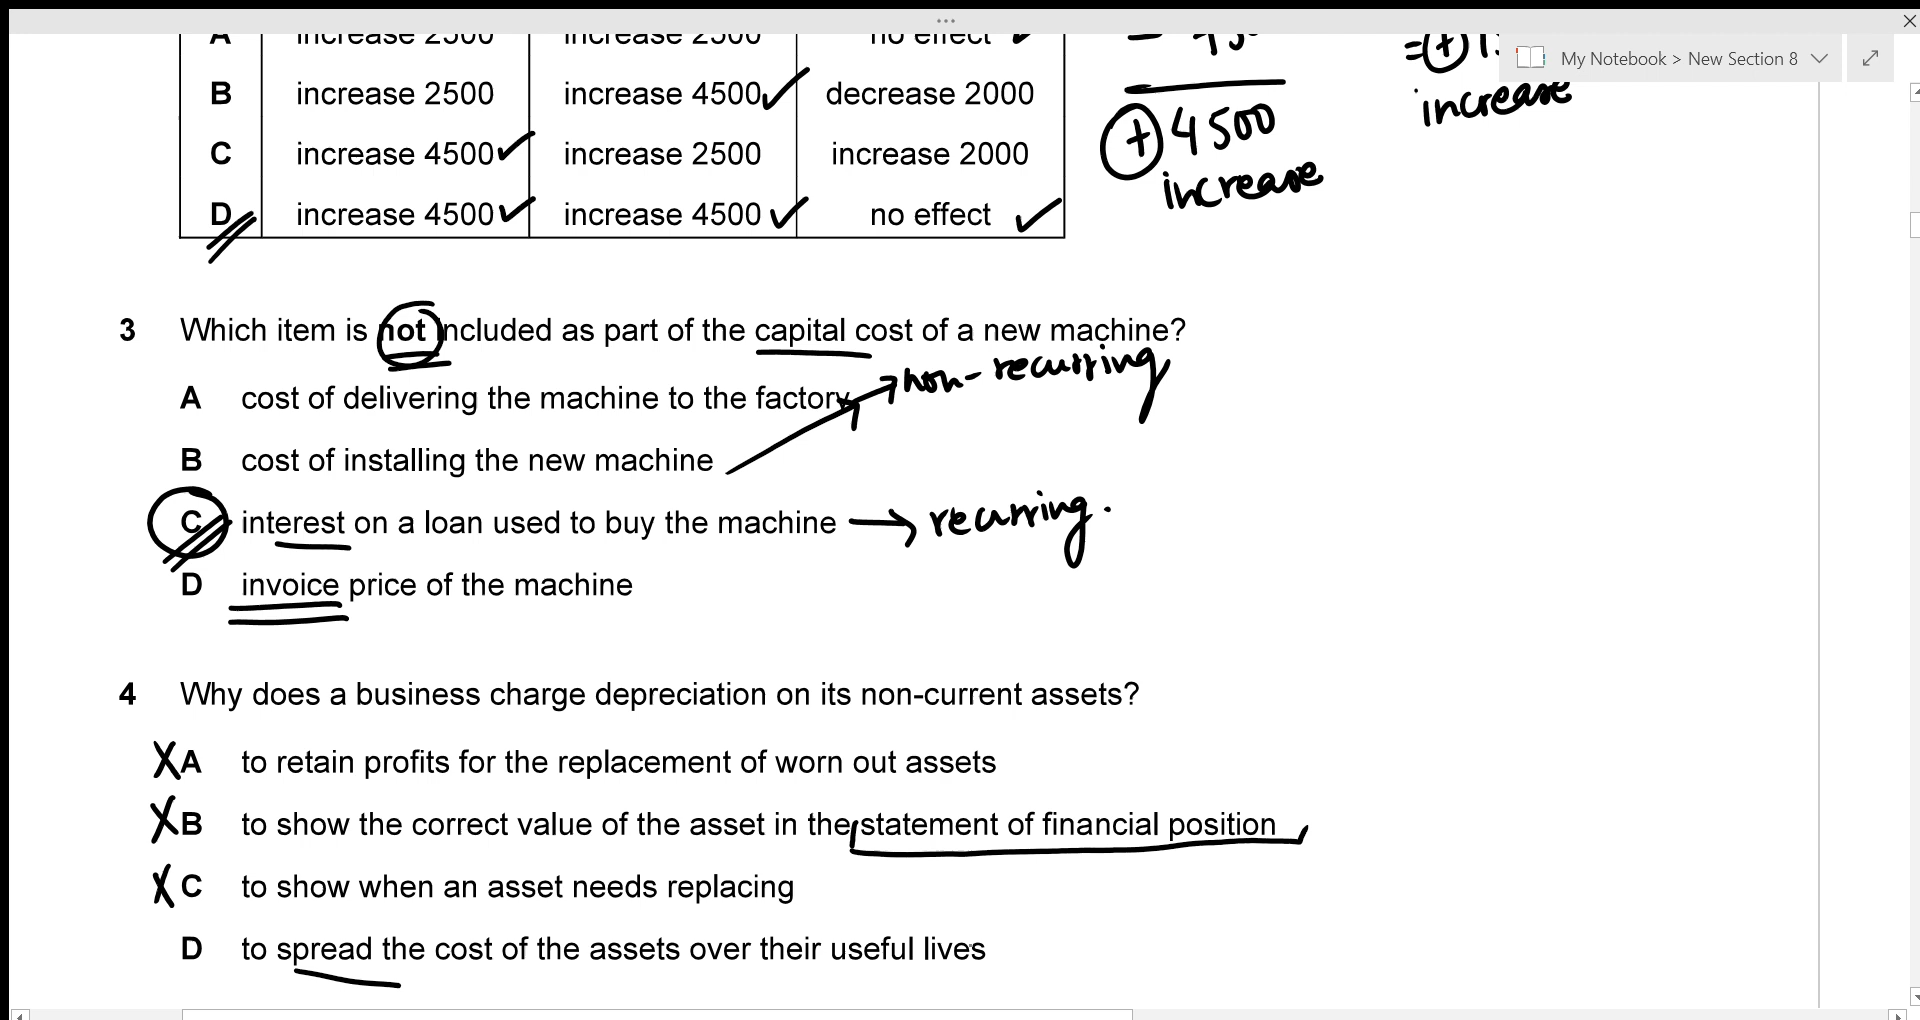 A increase 2500 increase 2500 no effect
My Notebook > New Section 8
B increase 2500 increase 4500 decrease 2000
increase
+ 4500
C increase 4500 increase 2500 increase 2000
increase
D increase 4500 increase 4500 no effect
3 Which item is not included as part of the capital cost of a new machine?
non-recurring
A cost of delivering the machine to the factory
B cost of installing the new machine
C interest on a loan used to buy the machine → recurring.
D invoice price of the machine
4 Why does a business charge depreciation on its non-current assets?
X A to retain profits for the replacement of worn out assets
X B to show the correct value of the asset in the statement of financial position
X C to show when an asset needs replacing
D to spread the cost of the assets over their useful lives